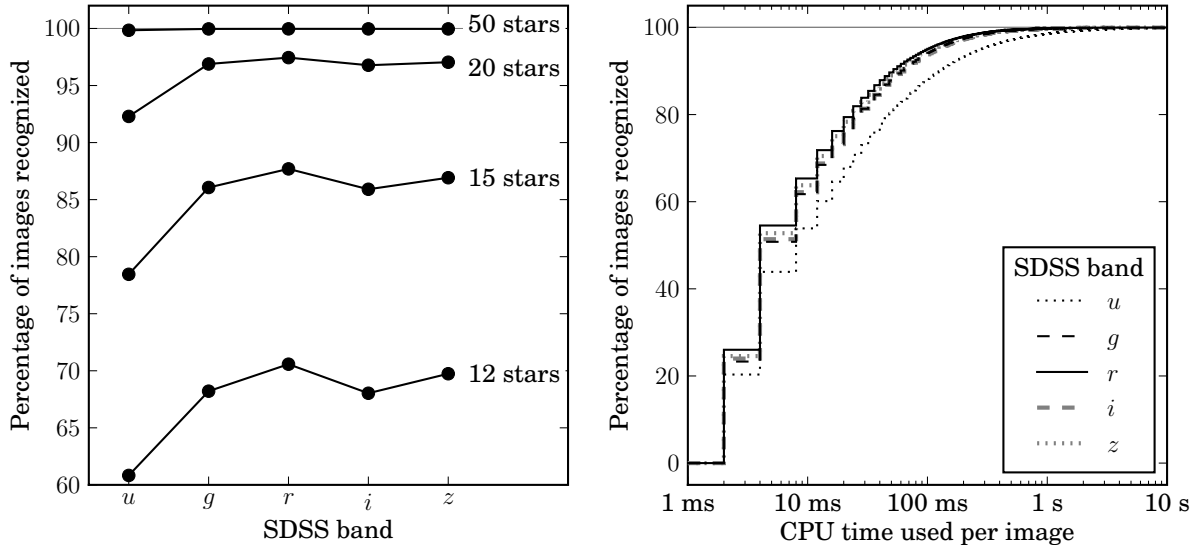 Percentage of images recognized
100
95
90
85
80
75
70
65
60
50 stars
20 stars
15 stars
12 stars
u g r i z
SDSS band
Percentage of images recognized
100
80
60
40
20
0
SDSS band
u
g
r
i
z
1 ms 10 ms 100 ms 1 s 10 s
CPU time used per image